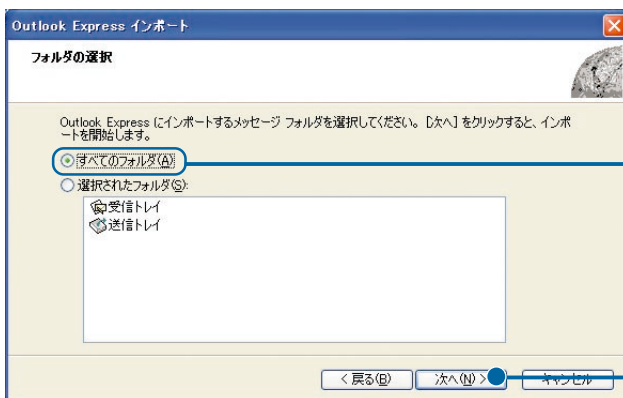 Outlook Express インポート
フォルダの選択
Outlook Express にインポートするメッセージ フォルダを選択してください。[次へ] をクリックすると、インポ
ートを開始します。
すべてのフォルダ(A)
選択されたフォルダ(S):
受信トレイ
送信トレイ
< 戻る(B)
次へ(N) >
キャンセル